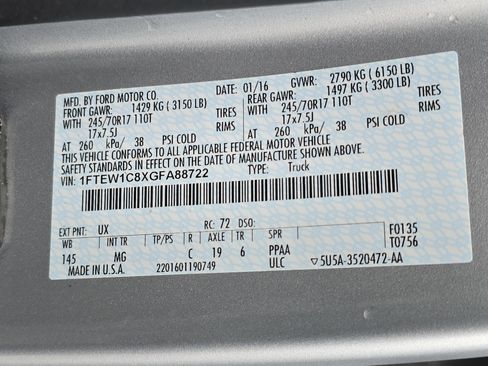 MFD. BY FORD MOTOR CO. 01/16 GVWR: 2790 KG ( 6150 LB)
FRONT GAWR: 1429 KG ( 3150 LB) REAR GAWR: 1497 KG ( 3300 LB)
WITH 245/70R17 110T TIRES WITH 245/70R17 110T TIRES
17x7.5J RIMS 17x7.5J RIMS
AT 260 kPa/ 38 PSI COLD AT 260 kPa/ 38 PSI COLD
THIS VEHICLE CONFORMS TO ALL APPLICABLE FEDERAL MOTOR VEHICLE
SAFETY STANDARDS IN EFFECT ON THE DATE OF MANUFACTURE SHOWN ABOVE.
VIN: 1FTEW1C8XGFA88722 TYPE: Truck
UX RC: 72 DSO: F0135
WB INT TR TP/PS R AXLE TR SPR T0756
145 MG C 19 6 PPAA
MADE IN U.S.A. 2201601190749 ULC ▽5U5A-3520472-AA